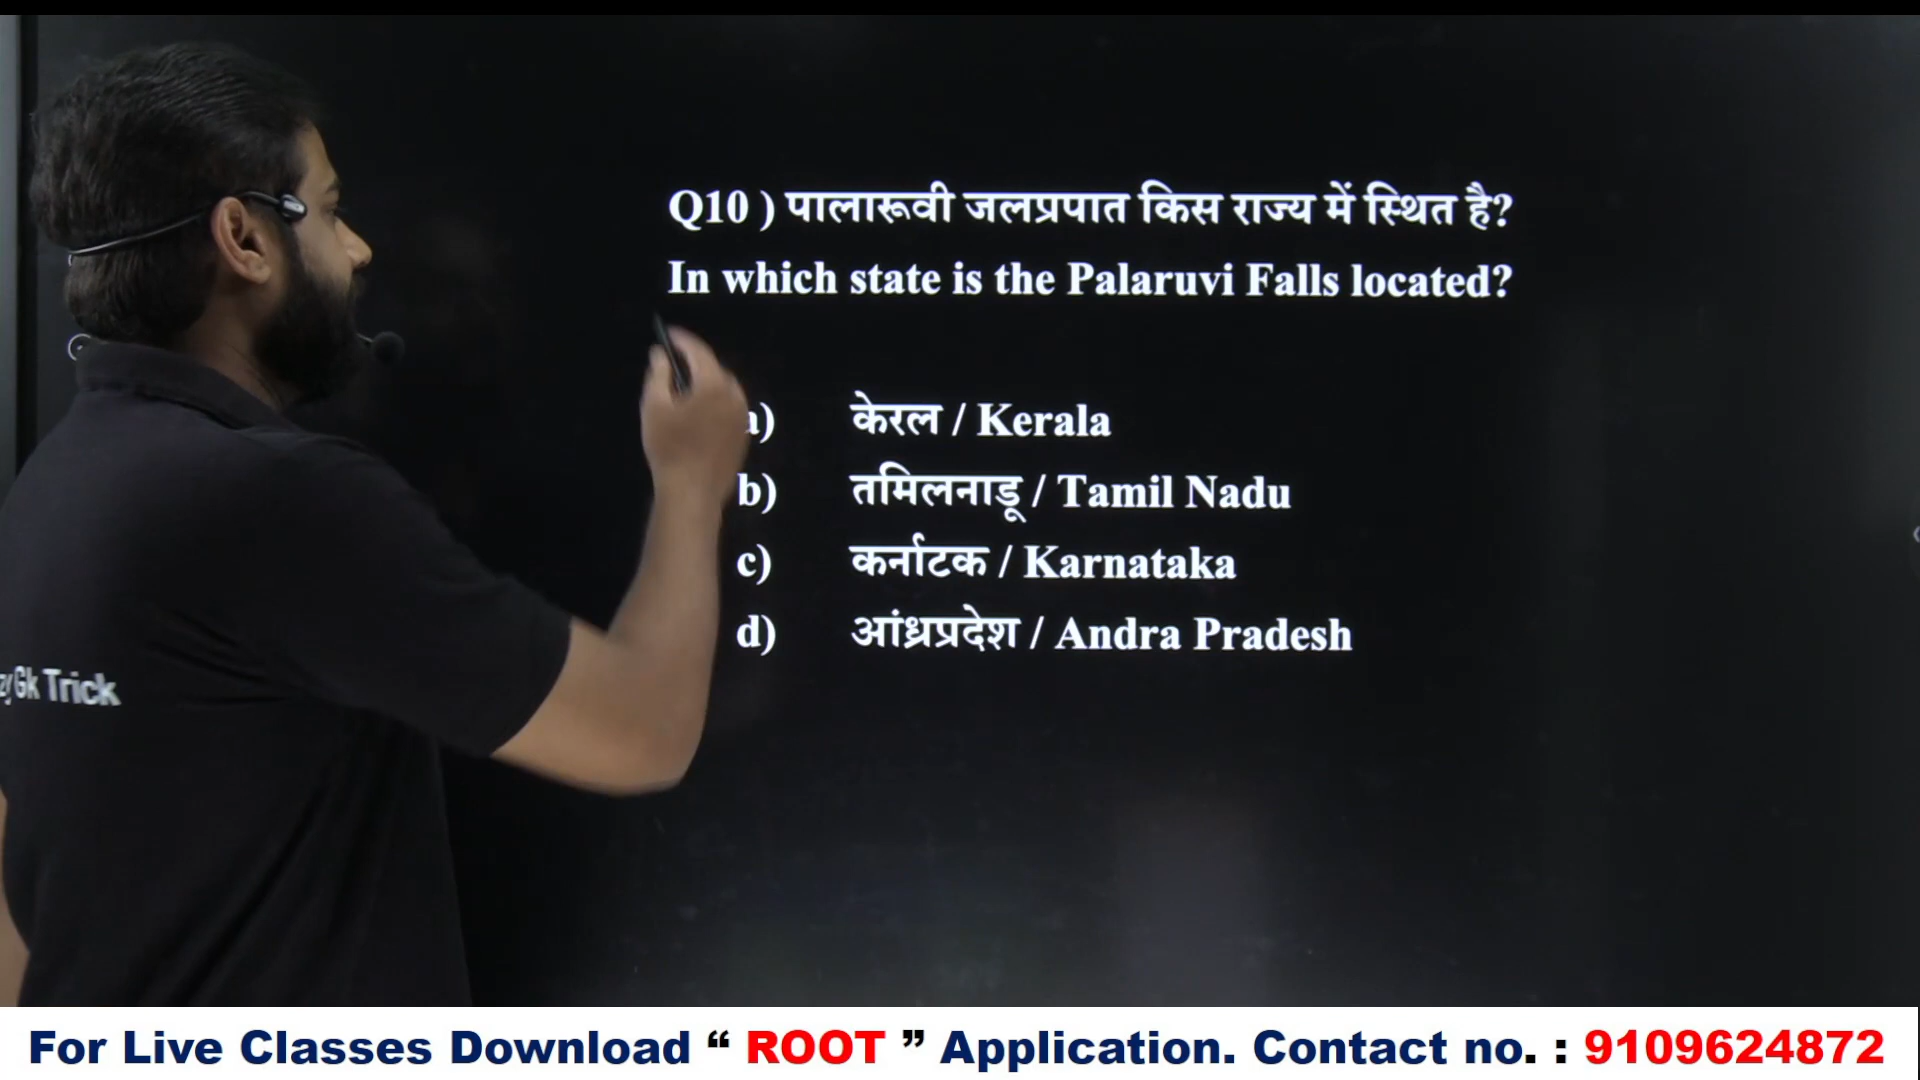 Q10 ) पालारूवी जलप्रपात किस राज्य में स्थित है?
In which state is the Palaruvi Falls located?
a) केरल / Kerala
b) तमिलनाडू / Tamil Nadu
c) कर्नाटक / Karnataka
d) आंध्रप्रदेश / Andra Pradesh
Gk Trick
For Live Classes Download “ ROOT ” Application. Contact no. : 9109624872